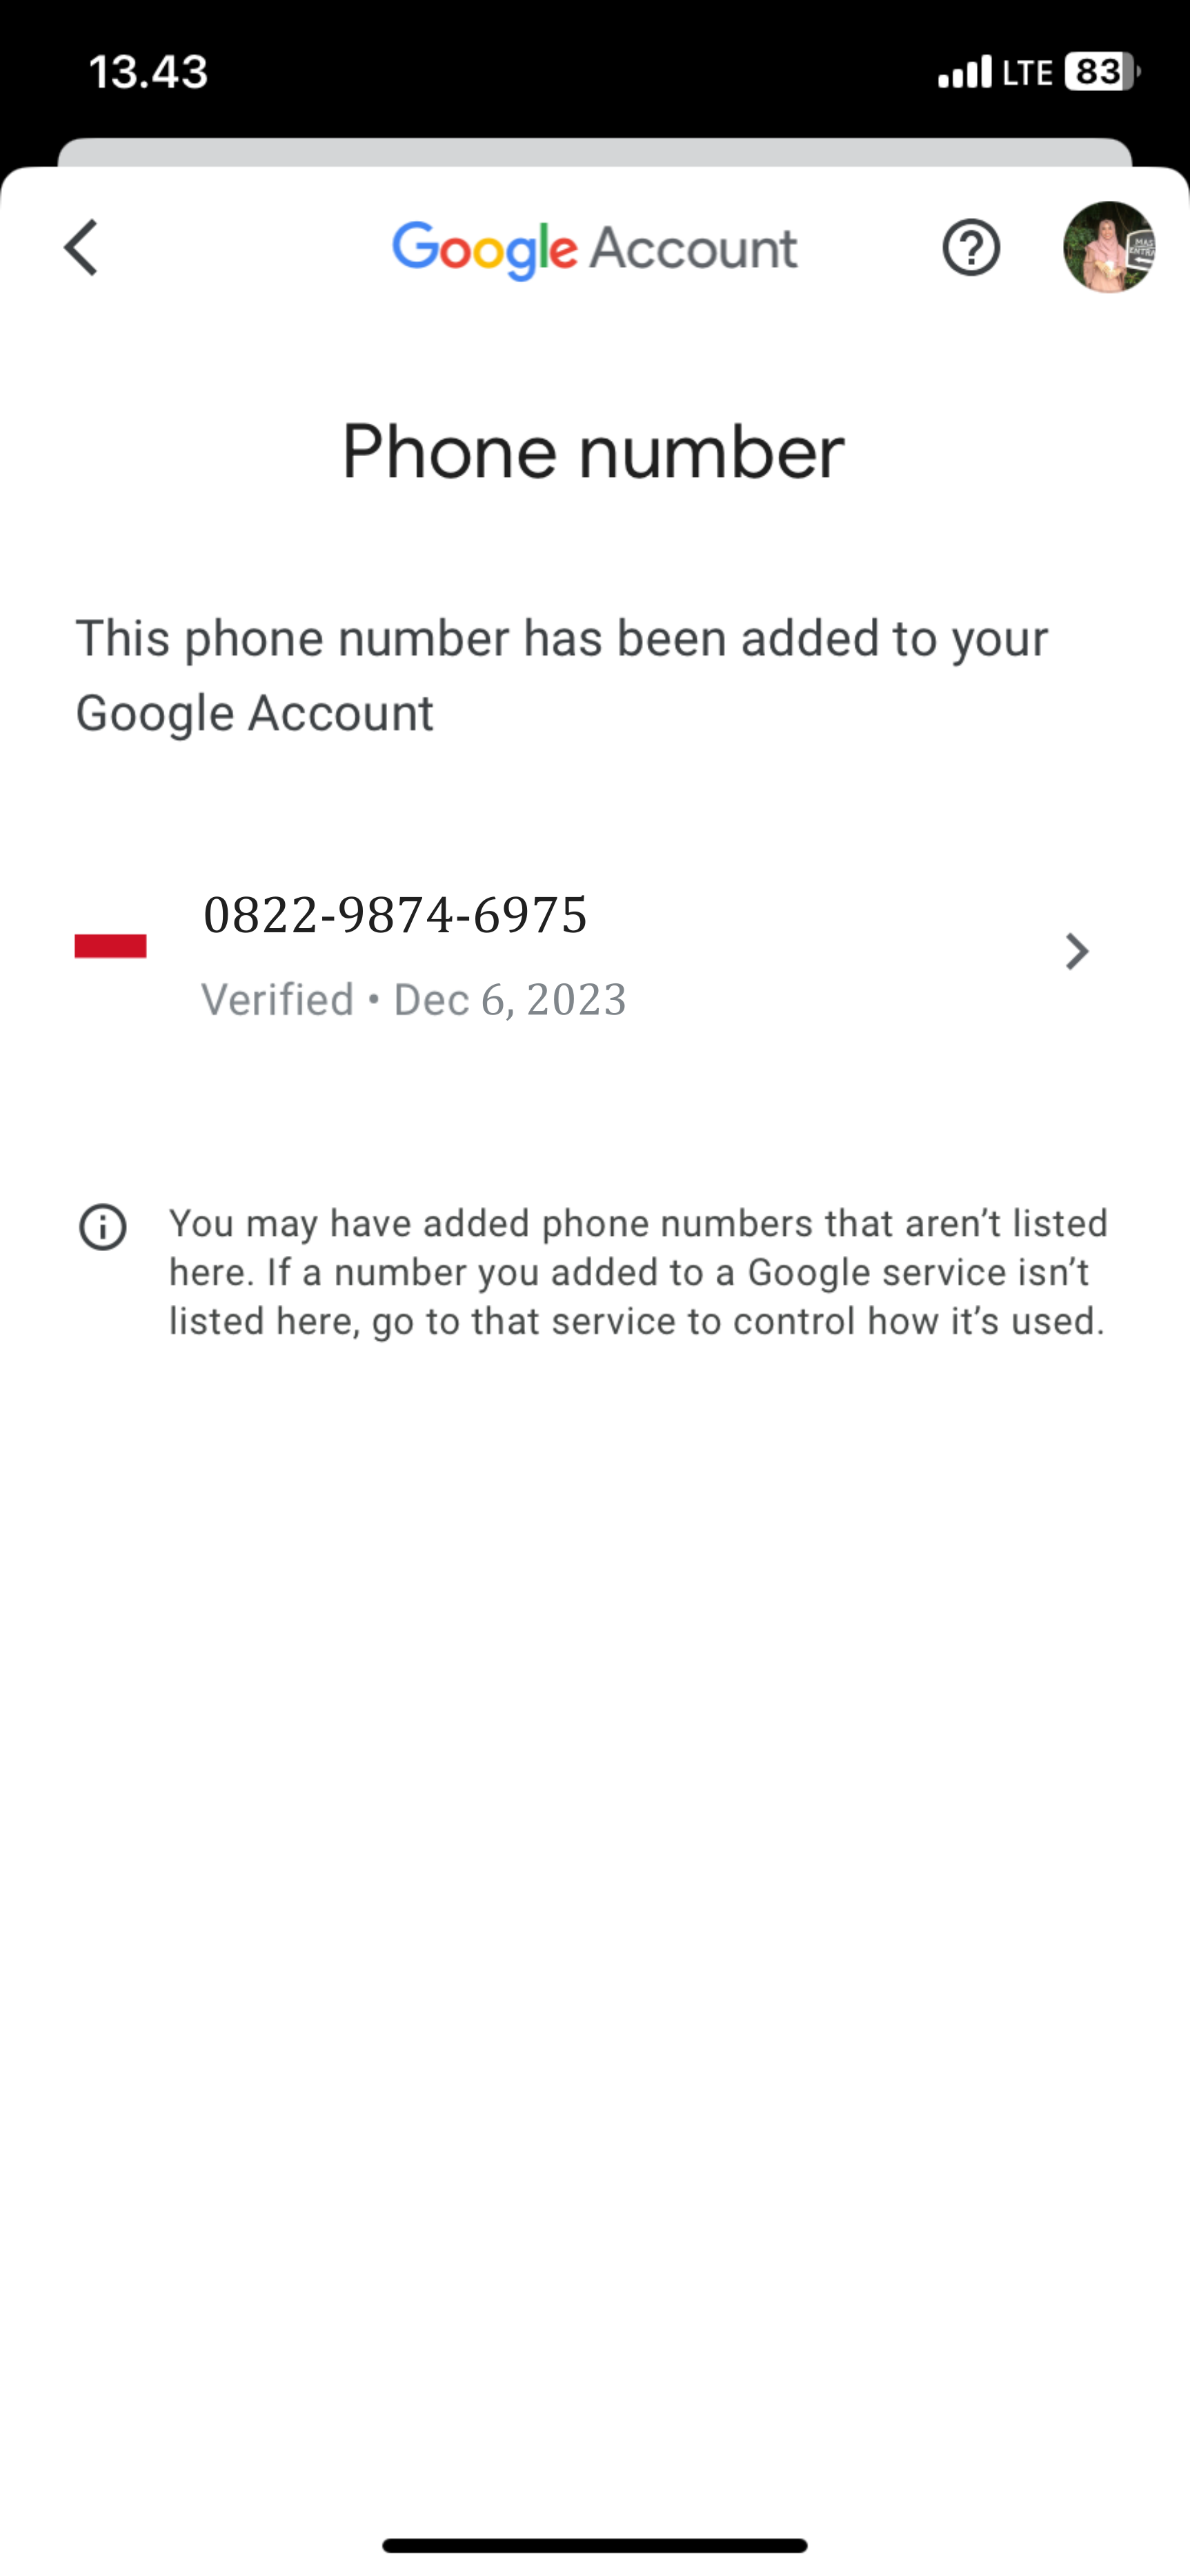 13.43
LTE 83
Google Account
Phone number
This phone number has been added to your
Google Account
0822-9874-6975
Verified • Dec 6, 2023
You may have added phone numbers that aren’t listed
here. If a number you added to a Google service isn’t
listed here, go to that service to control how it’s used.